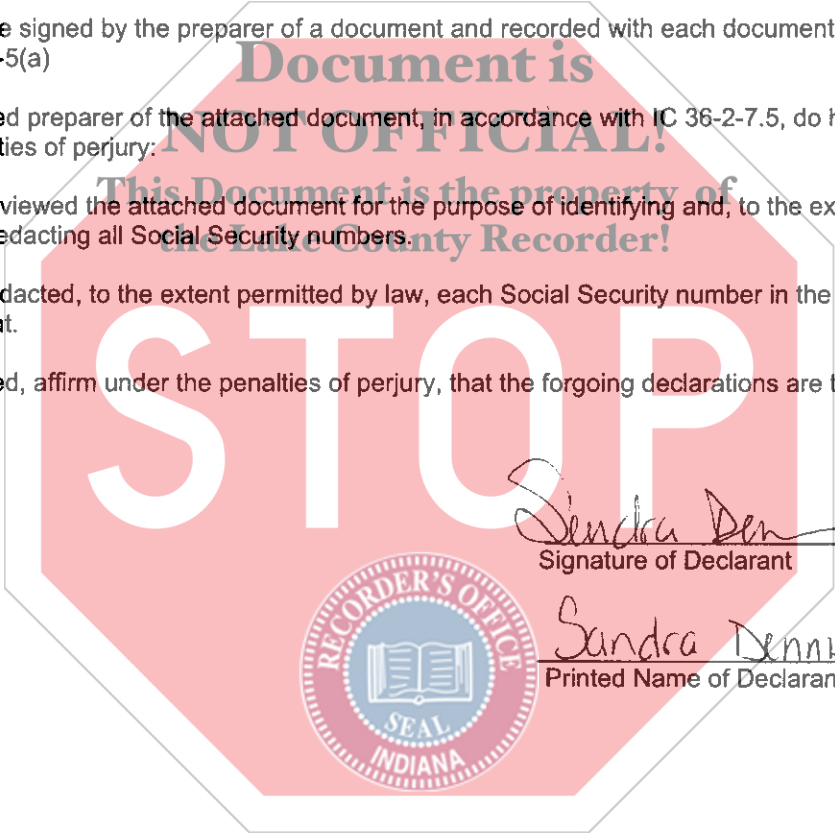 e signed by the preparer of a document and recorded with each document
-5(a)
Document is
ed preparer of the attached document, in accordance with IC 36-2-7.5, do h
NOT OFFICIAL!
ties of perjury:
This Document is the property of
viewed the attached document for the purpose of identifying and, to the ex
edacting all Social Security numbers.
the Lake County Recorder!
dacted, to the extent permitted by law, each Social Security number in the
nt.
STOP
ed, affirm under the penalties of perjury, that the forgoing declarations are t
Sandra Den
Signature of Declarant
Sandra Denn
Printed Name of Declaran
RECORDER'S OFFICE
SEAL
INDIANA